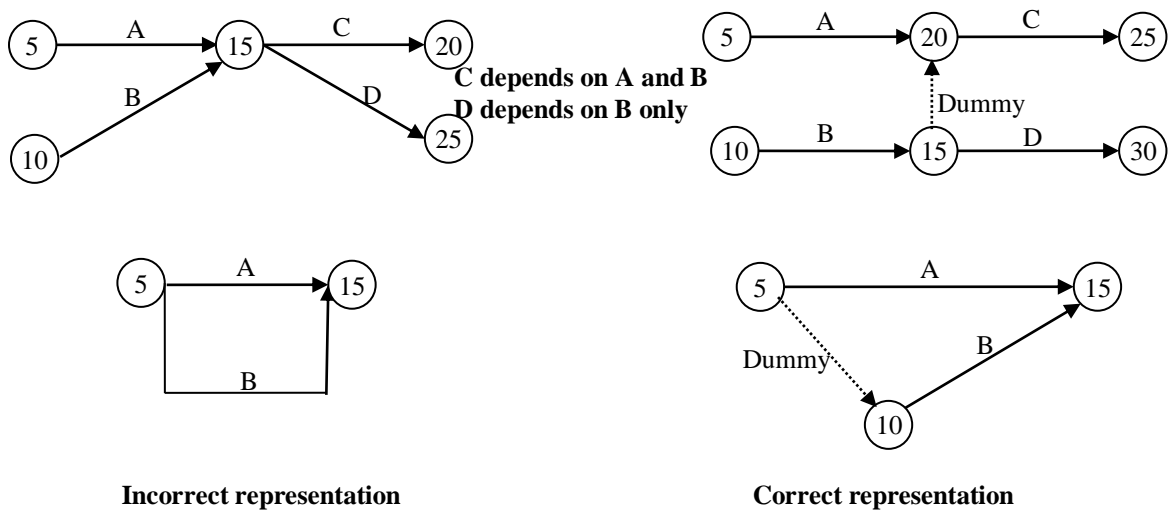 A
C
5
15
20
B
D
10
25
C depends on A and B
D depends on B only
A
C
5
20
25
Dummy
B
D
10
15
30
A
5
15
B
A
5
15
B
Dummy
10
Incorrect representation
Correct representation